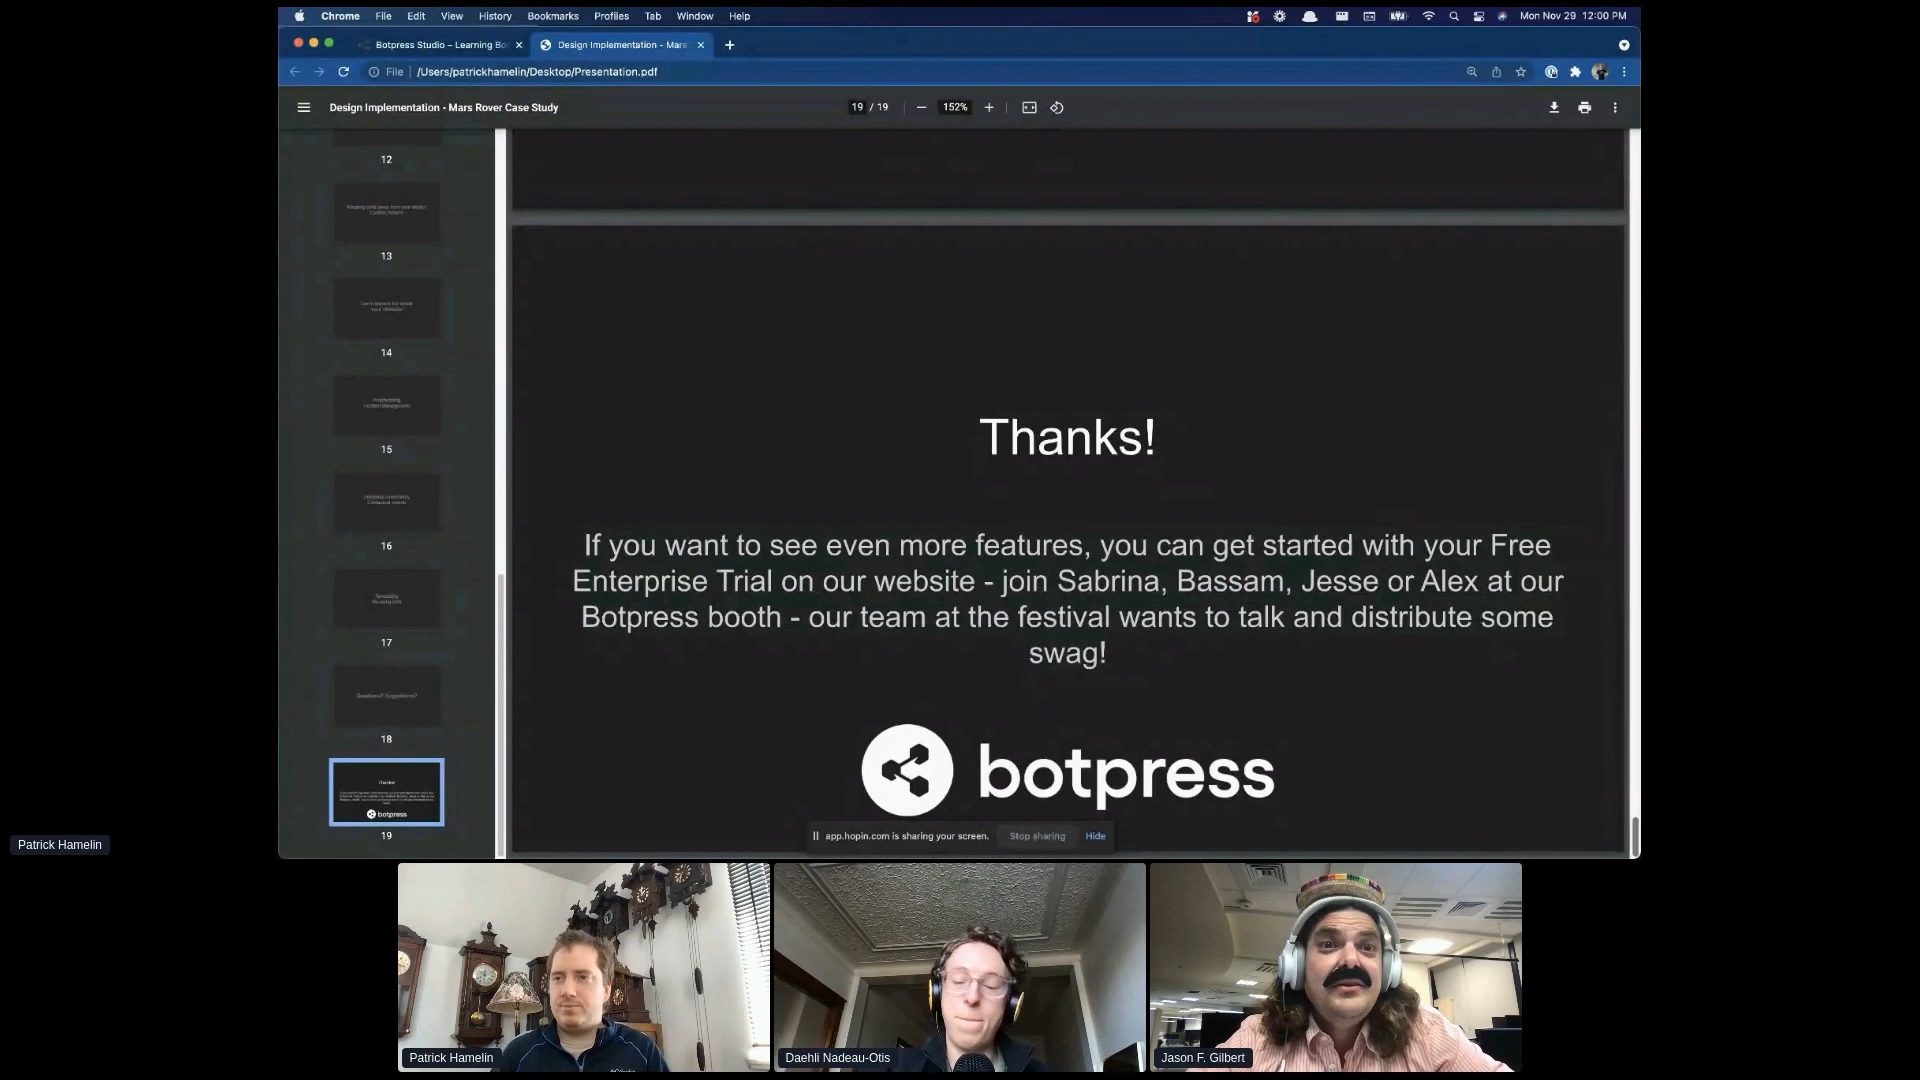 Chrome File Edit View History Bookmarks Profiles Tab Window Help Mon Nov 29 12:00 PM
Botpress Studio – Learning Bo
Design Implementation - Mars
File /Users/patrickhamelin/Desktop/Presentation.pdf
Design Implementation - Mars Rover Case Study
19 / 19
152%
12
13
14
15
16
17
Questions? Suggestions?
18
Thanks!
botpress
19
Thanks!
If you want to see even more features, you can get started with your Free
Enterprise Trial on our website - join Sabrina, Bassam, Jesse or Alex at our
Botpress booth - our team at the festival wants to talk and distribute some
swag!
botpress
app.hopin.com is sharing your screen. Stop sharing Hide
Patrick Hamelin
Patrick Hamelin
Daehli Nadeau-Otis
Jason F. Gilbert